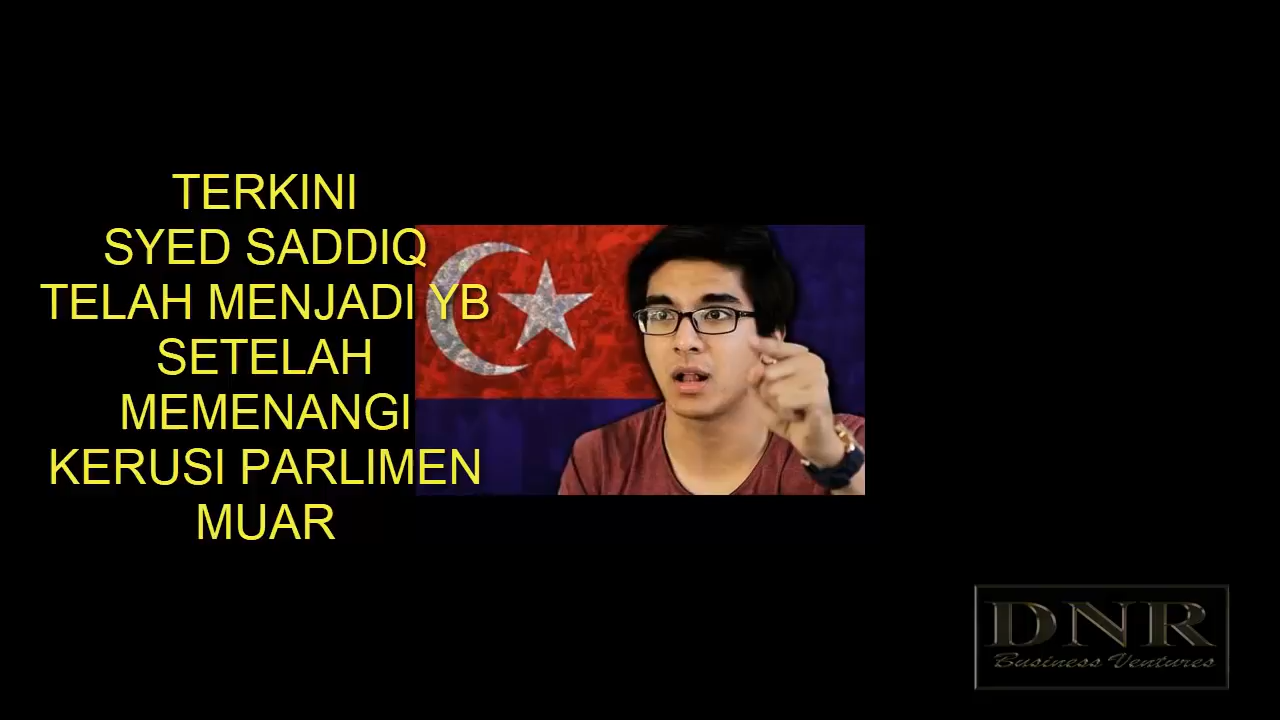 TERKINI
SYED SADDIQ
TELAH MENJADI YB
SETELAH
MEMENANGI
KERUSI PARLIMEN
MUAR
DNR
Business Ventures